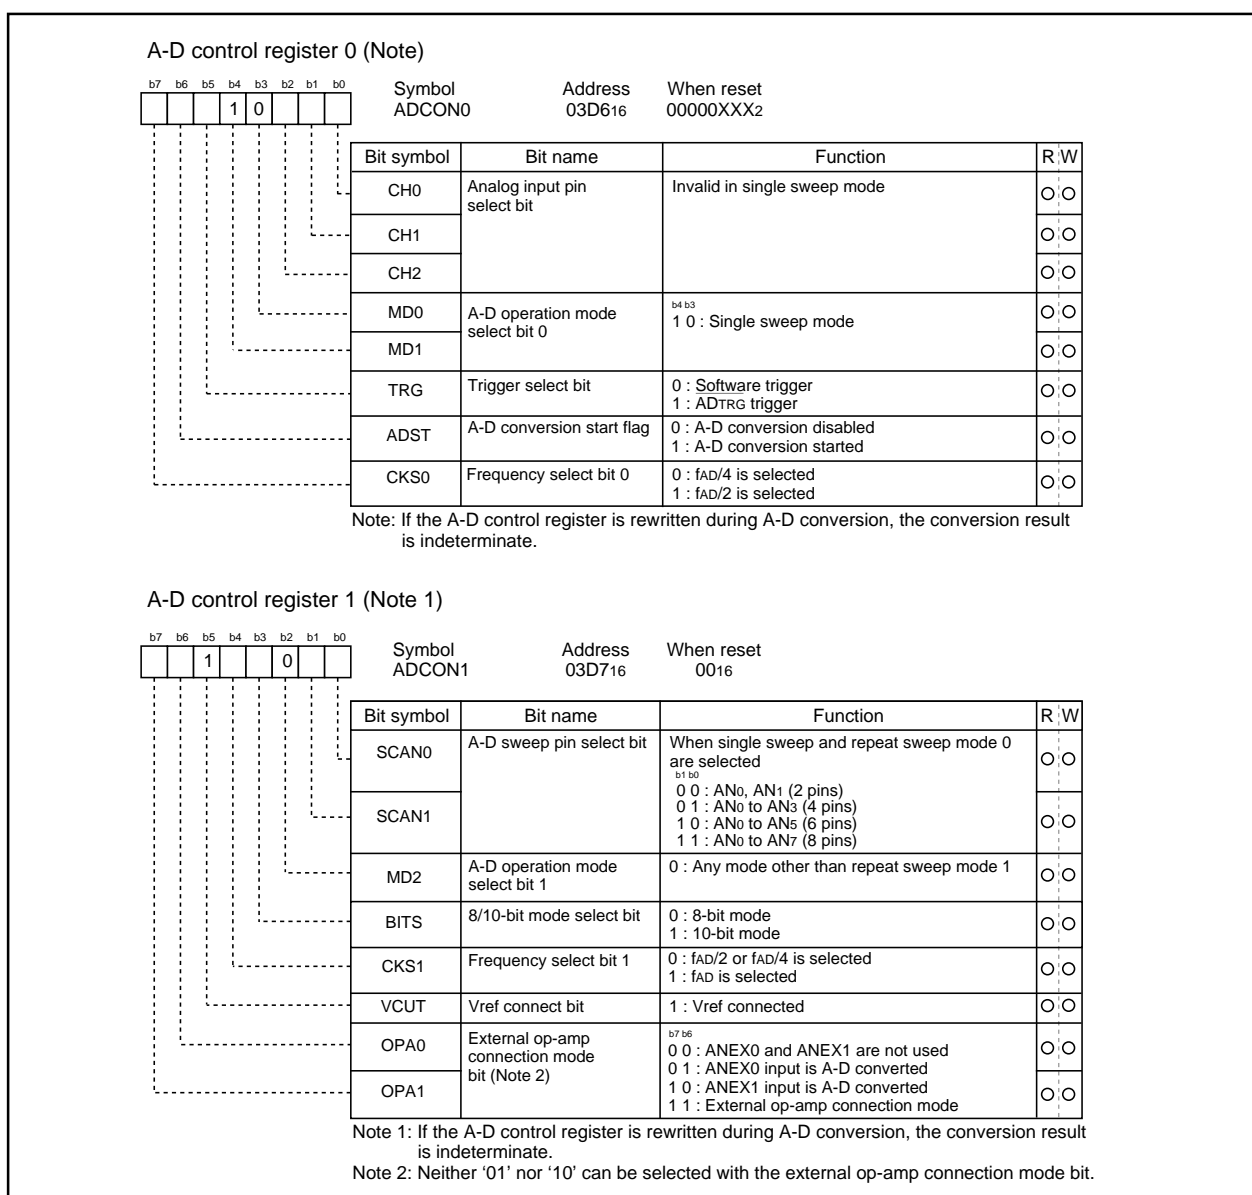 A-D control register 0 (Note)
b7 b6 b5 b4 b3 b2 b1 b0
1 0
Symbol Address When reset
ADCON0 03D616 00000XXX2
Bit symbol Bit name Function R W
CH0 Analog input pin select bit Invalid in single sweep mode
CH1
CH2
MD0 A-D operation mode select bit 0 b4 b3
1 0 : Single sweep mode
MD1
TRG Trigger select bit 0 : Software trigger
1 : ADTRG trigger
ADST A-D conversion start flag 0 : A-D conversion disabled
1 : A-D conversion started
CKS0 Frequency select bit 0 0 : fAD/4 is selected
1 : fAD/2 is selected
Note: If the A-D control register is rewritten during A-D conversion, the conversion result
is indeterminate.
A-D control register 1 (Note 1)
b7 b6 b5 b4 b3 b2 b1 b0
1 0
Symbol Address When reset
ADCON1 03D716 0016
Bit symbol Bit name Function R W
SCAN0 A-D sweep pin select bit When single sweep and repeat sweep mode 0
are selected
b1 b0
0 0 : AN0, AN1 (2 pins)
0 1 : AN0 to AN3 (4 pins)
SCAN1 1 0 : AN0 to AN5 (6 pins)
1 1 : AN0 to AN7 (8 pins)
MD2 A-D operation mode select bit 1 0 : Any mode other than repeat sweep mode 1
BITS 8/10-bit mode select bit 0 : 8-bit mode
1 : 10-bit mode
CKS1 Frequency select bit 1 0 : fAD/2 or fAD/4 is selected
1 : fAD is selected
VCUT Vref connect bit 1 : Vref connected
OPA0 External op-amp connection mode bit (Note 2) b7 b6
0 0 : ANEX0 and ANEX1 are not used
0 1 : ANEX0 input is A-D converted
OPA1 1 0 : ANEX1 input is A-D converted
1 1 : External op-amp connection mode
Note 1: If the A-D control register is rewritten during A-D conversion, the conversion result
is indeterminate.
Note 2: Neither ‘01’ nor ‘10’ can be selected with the external op-amp connection mode bit.